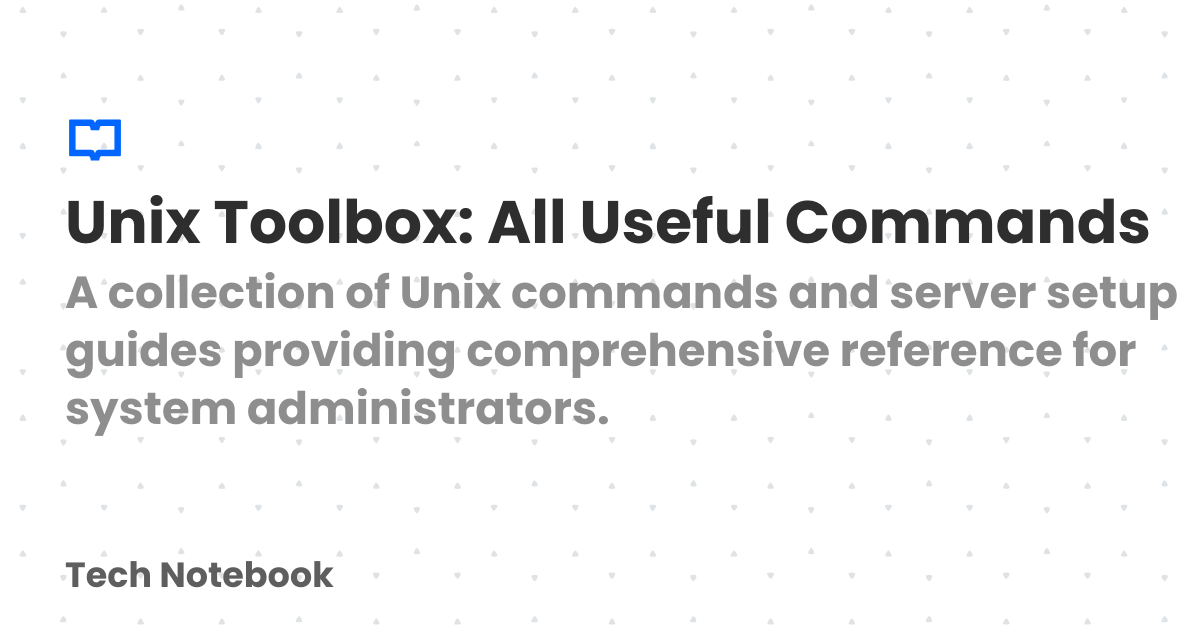 Unix Toolbox: All Useful Commands
A collection of Unix commands and server setup
guides providing comprehensive reference for
system administrators.
Tech Notebook